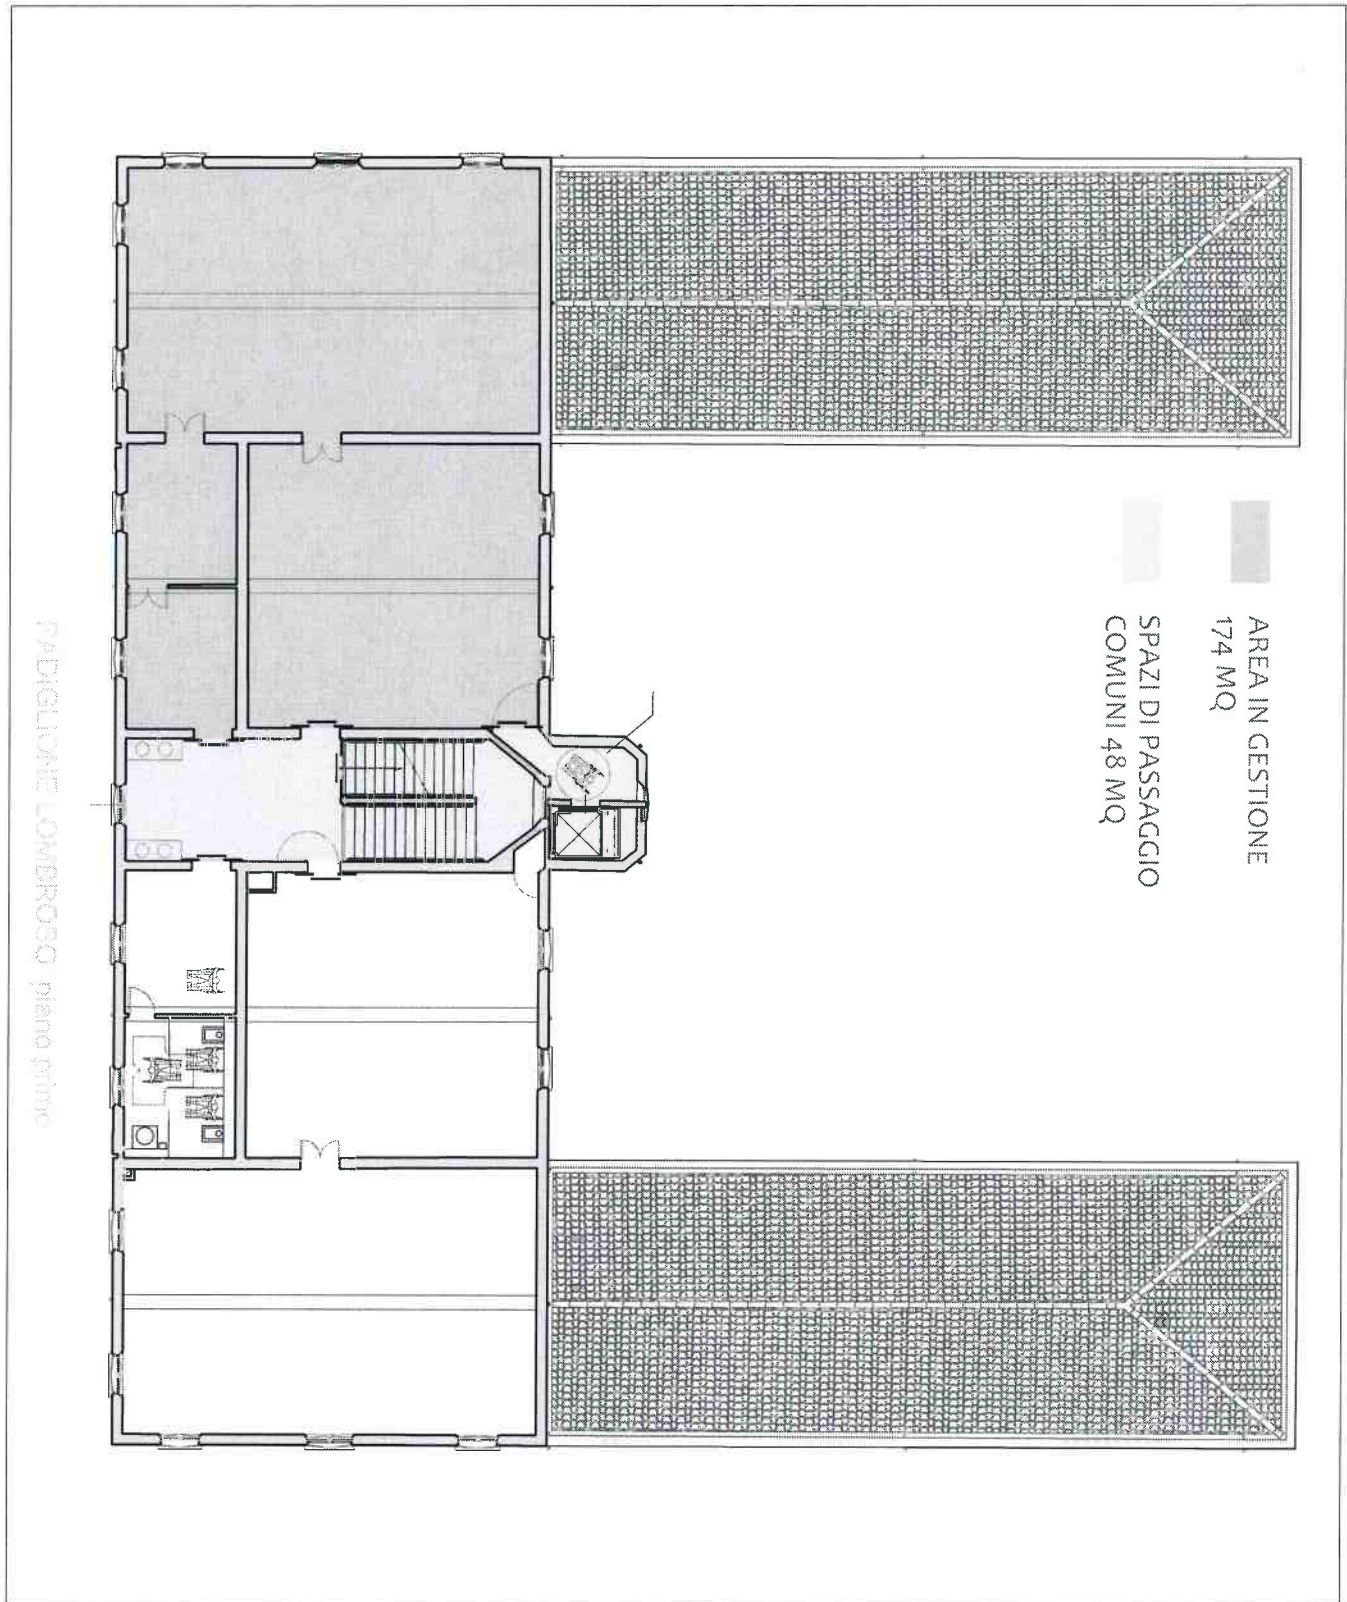 AREA IN GESTIONE
174 MQ
SPAZI DI PASSAGGIO
COMUNI 48 MQ
PADIGLIONE LOMBROSO piano primo